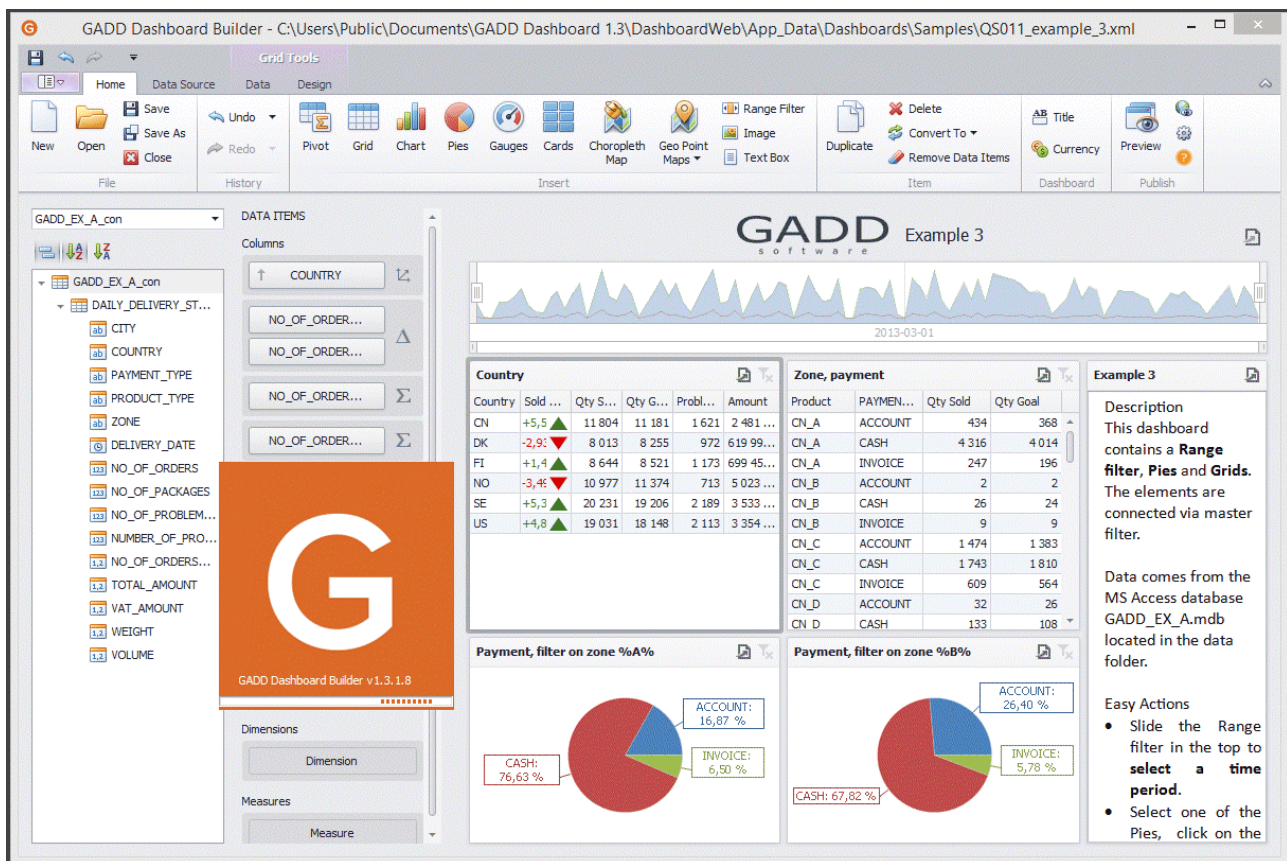 GADD Dashboard Builder - C:\Users\Public\Documents\GADD Dashboard 1.3\DashboardWeb\App_Data\Dashboards\Samples\QS011_example_3.xml
Grid Tools
Home Data Source Data Design
New Open Save Save As Close
File
Undo Redo
History
Pivot Grid Chart Pies Gauges Cards Choropleth Map Geo Point Maps Range Filter Image Text Box
Insert
Duplicate Delete Convert To Remove Data Items
Item
Title Currency
Dashboard
Preview
Publish
GADD_EX_A_con
GADD_EX_A_con
DAILY_DELIVERY_ST...
CITY
COUNTRY
PAYMENT_TYPE
PRODUCT_TYPE
ZONE
DELIVERY_DATE
NO_OF_ORDERS
NO_OF_PACKAGES
NO_OF_PROBLEM...
NUMBER_OF_PRO...
NO_OF_ORDERS...
TOTAL_AMOUNT
VAT_AMOUNT
WEIGHT
VOLUME
DATA ITEMS
Columns
COUNTRY
NO_OF_ORDER...
NO_OF_ORDER...
NO_OF_ORDER...
NO_OF_ORDER...
G
GADD Dashboard Builder v1.3.1.8
Dimensions
Dimension
Measures
Measure
GADD
software
Example 3
2013-03-01
Country
Country Sold ... Qty S... Qty G... Probl... Amount
CN +5,5 11 804 11 181 1 621 2 481 ...
DK -2,93 8 013 8 255 972 619 99...
FI +1,4 8 644 8 521 1 173 699 45...
NO -3,49 10 977 11 374 713 5 023 ...
SE +5,3 20 231 19 206 2 189 3 533 ...
US +4,8 19 031 18 148 2 113 3 354 ...
Zone, payment
Product PAYMEN... Qty Sold Qty Goal
CN_A ACCOUNT 434 368
CN_A CASH 4 316 4 014
CN_A INVOICE 247 196
CN_B ACCOUNT 2 2
CN_B CASH 26 24
CN_B INVOICE 9 9
CN_C ACCOUNT 1 474 1 383
CN_C CASH 1 743 1 810
CN_C INVOICE 609 564
CN_D ACCOUNT 32 26
CN_D CASH 133 108
Example 3
Description
This dashboard
contains a Range
filter, Pies and Grids.
The elements are
connected via master
filter.
Data comes from the
MS Access database
GADD_EX_A.mdb
located in the data
folder.
Easy Actions
• Slide the Range
filter in the top to
select a time
period.
• Select one of the
Pies, click on the
Payment, filter on zone %A%
ACCOUNT:
16,87 %
CASH:
76,63 %
INVOICE:
6,50 %
Payment, filter on zone %B%
ACCOUNT:
26,40 %
INVOICE:
5,78 %
CASH: 67,82 %